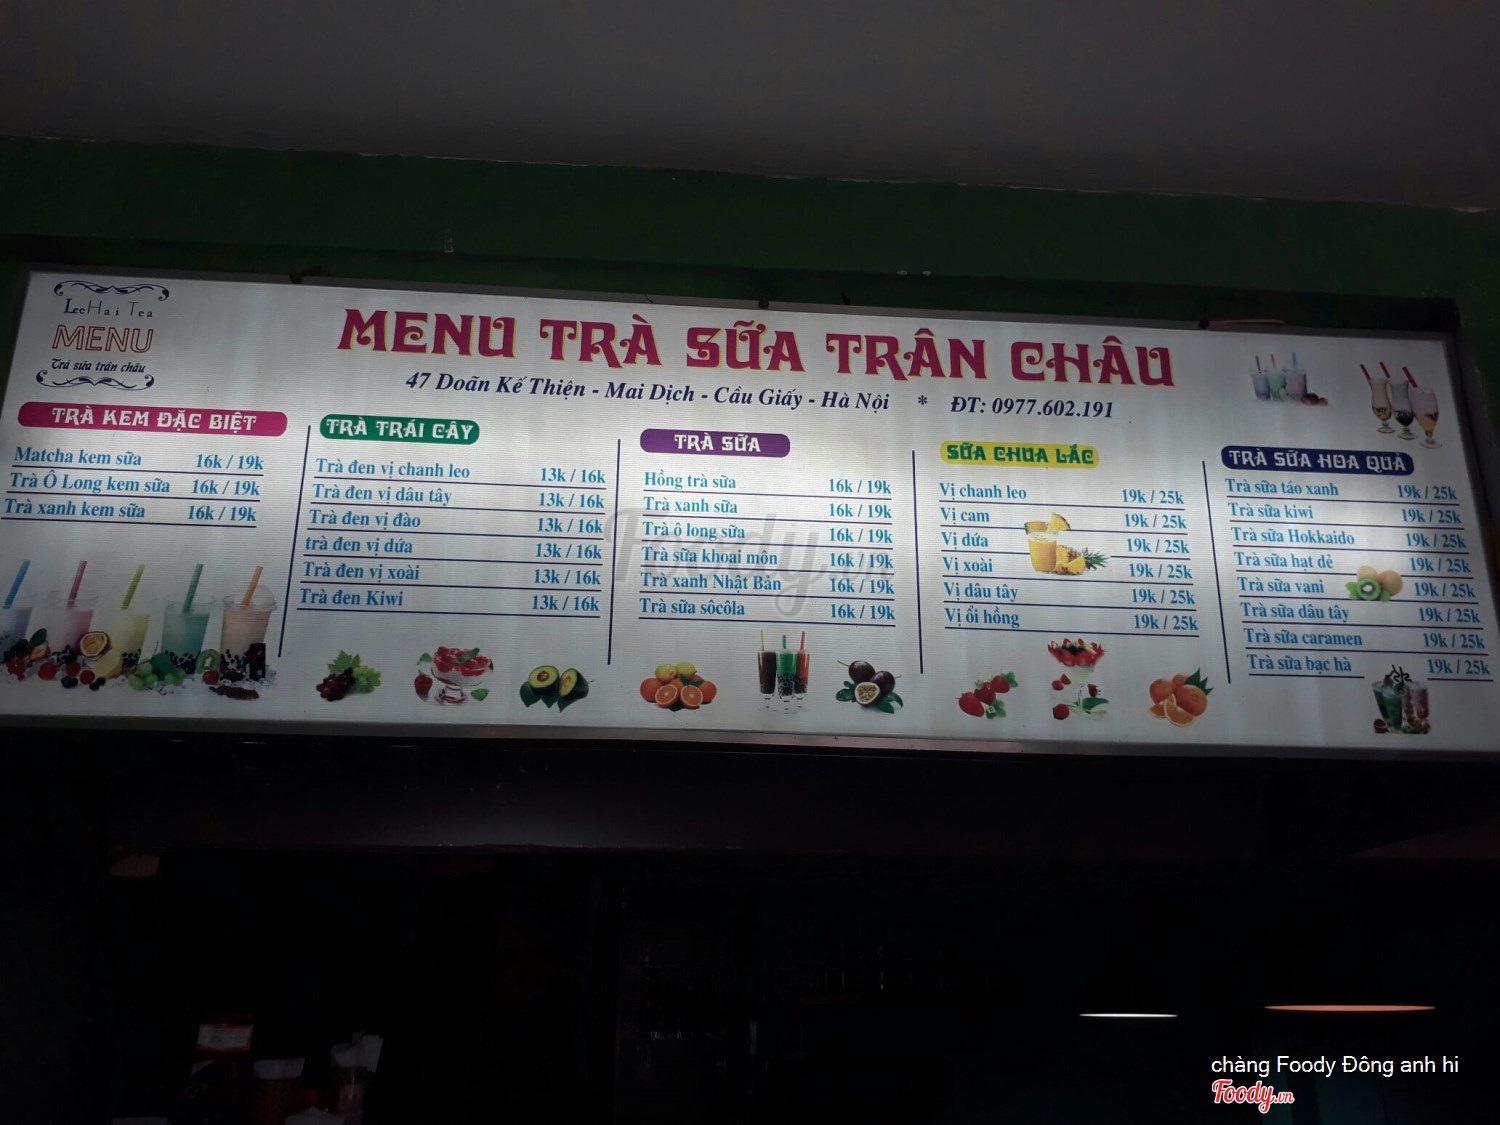 LeeHai Tea
MENU
Trà sữa trân châu
MENU TRÀ SỮA TRÂN CHÂU
47 Doãn Kế Thiện - Mai Dịch - Cầu Giấy - Hà Nội * ĐT: 0977.602.191
TRÀ KEM ĐẶC BIỆT
Matcha kem sữa 16k / 19k
Trà Ô Long kem sữa 16k / 19k
Trà xanh kem sữa 16k / 19k
TRÀ TRÁI CÂY
Trà đen vị chanh leo 13k / 16k
Trà đen vị dâu tây 13k / 16k
Trà đen vị đào 13k / 16k
trà đen vị dứa 13k / 16k
Trà đen vị xoài 13k / 16k
Trà đen Kiwi 13k / 16k
TRÀ SỮA
Hồng trà sữa 16k / 19k
Trà xanh sữa 16k / 19k
Trà ô long sữa 16k / 19k
Trà sữa khoai môn 16k / 19k
Trà xanh Nhật Bản 16k / 19k
Trà sữa sôcôla 16k / 19k
SỮA CHUA LẮC
Vị chanh leo 19k / 25k
Vị cam 19k / 25k
Vị dứa 19k / 25k
Vị xoài 19k / 25k
Vị dâu tây 19k / 25k
Vị ổi hồng 19k / 25k
TRÀ SỮA HOA QUẢ
Trà sữa táo xanh 19k / 25k
Trà sữa kiwi 19k / 25k
Trà sữa Hokkaido 19k / 25k
Trà sữa hạt dẻ 19k / 25k
Trà sữa vani 19k / 25k
Trà sữa dâu tây 19k / 25k
Trà sữa caramen 19k / 25k
Trà sữa bạc hà 19k / 25k
Foody.vn
chàng Foody Đông anh hi
Foody.vn